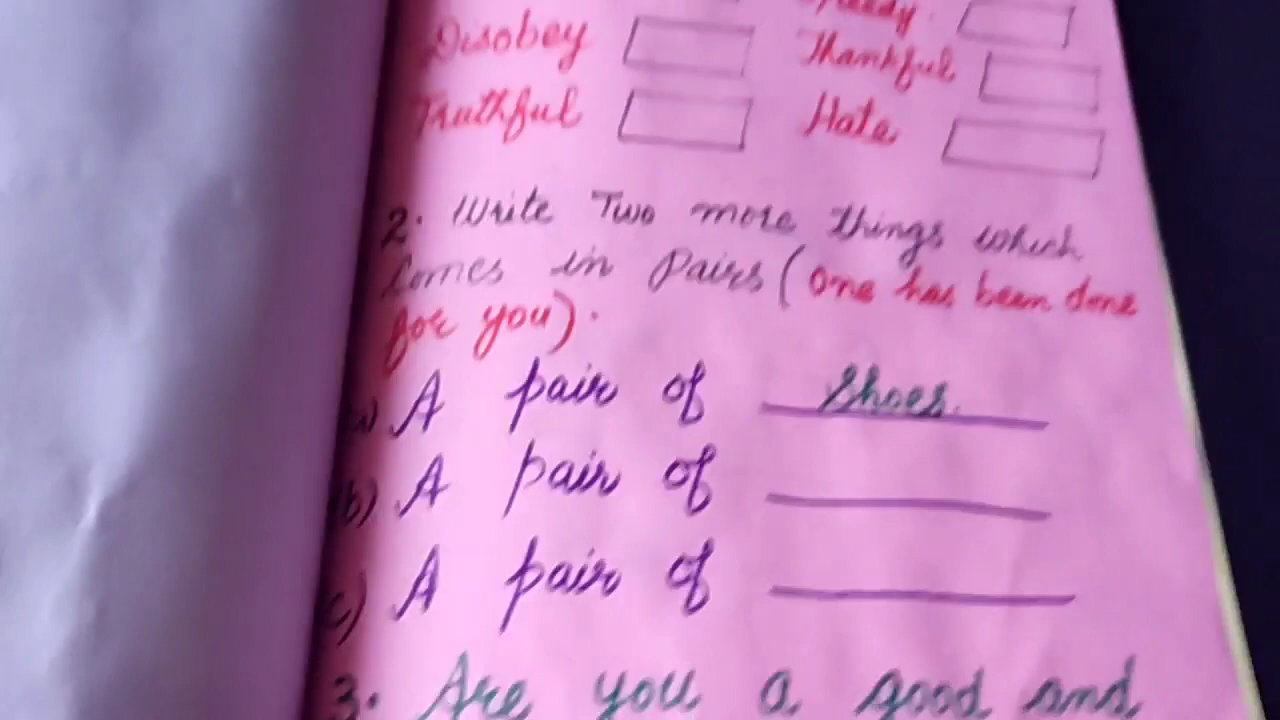 Disobey
Thankful
Truthful
Hate
2. Write Two more things which
Comes in Pairs (One has been done
for you).
a) A pair of Shoes.
b) A pair of
c) A pair of
3. Are you a good and